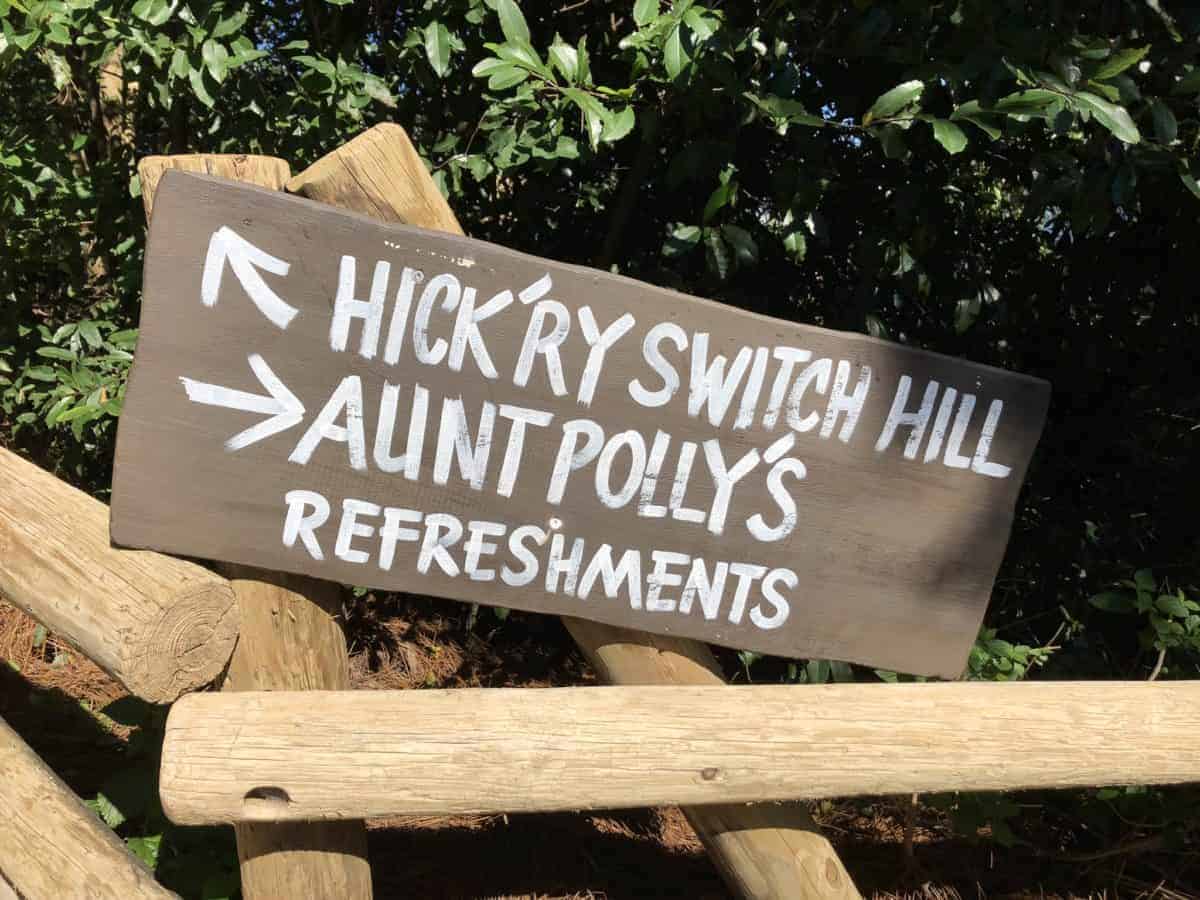 HICK'RY SWITCH HILL
AUNT POLLY'S
REFRESHMENTS